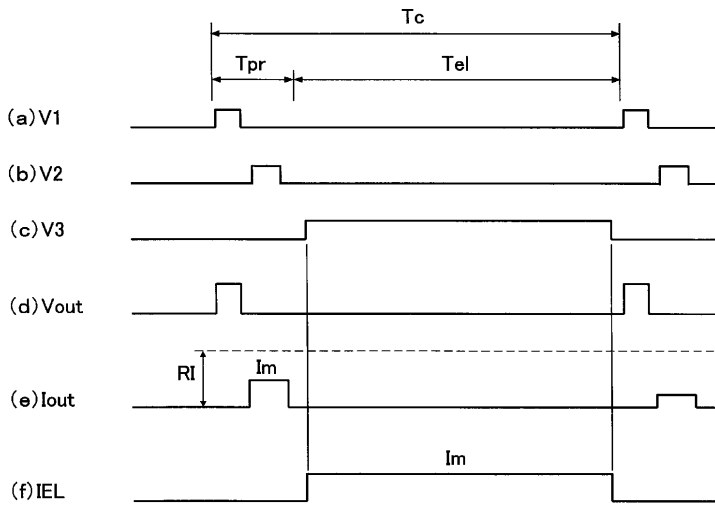 Tc
Tpr
Tel
(a)V1
(b)V2
(c)V3
(d)Vout
RI
Im
(e)Iout
Im
(f)IEL